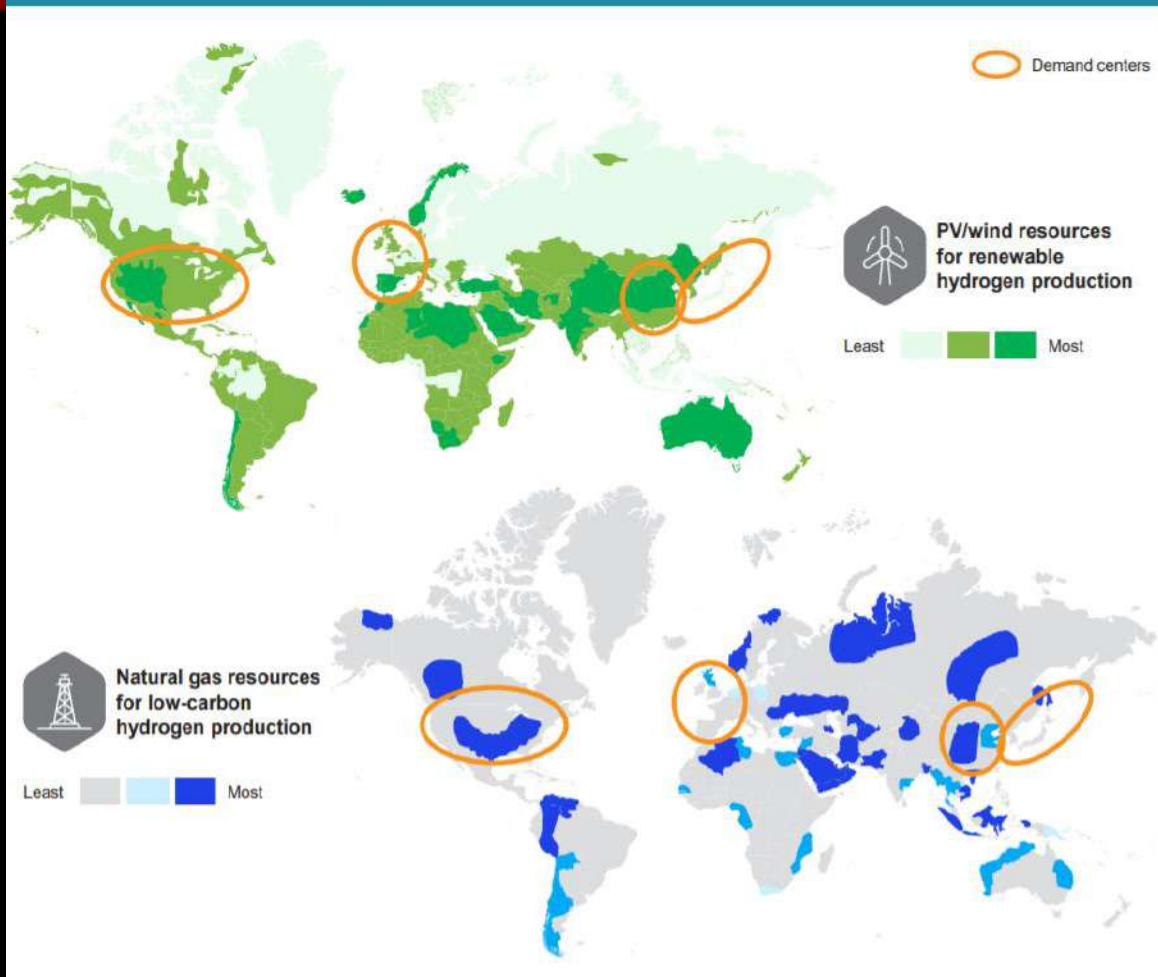 Demand centers
PV/wind resources
for renewable
hydrogen production
Least
Most
Natural gas resources
for low-carbon
hydrogen production
Least
Most